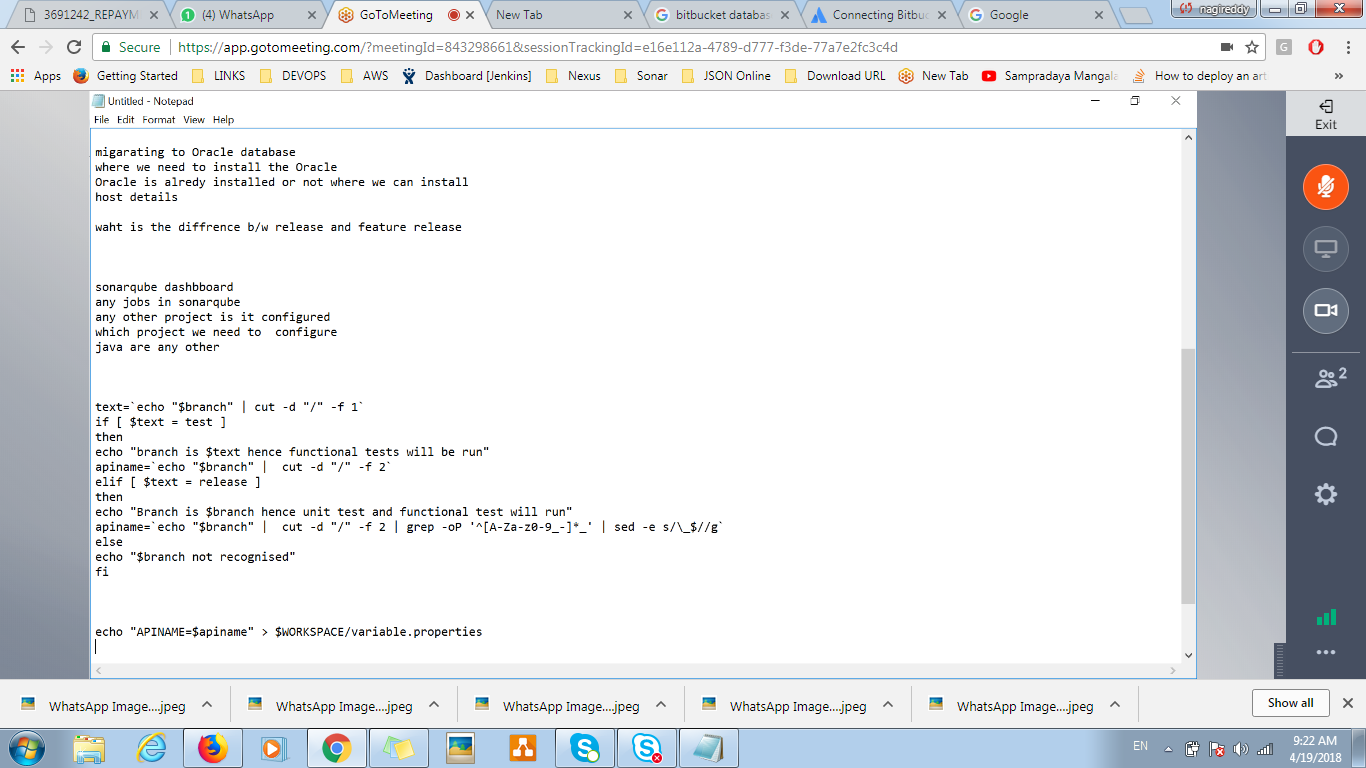 3691242_REPAYM
(4) WhatsApp
GoToMeeting
New Tab
bitbucket databas
Connecting Bitbu
Google
nagireddy
Secure
https://app.gotomeeting.com/?meetingId=843298661&sessionTrackingId=e16e112a-4789-d777-f3de-77a7e2fc3c4d
Apps
Getting Started
LINKS
DEVOPS
AWS
Dashboard [Jenkins]
Nexus
Sonar
JSON Online
Download URL
New Tab
Sampradaya Mangala
How to deploy an art
»
Untitled - Notepad
File Edit Format View Help
migarating to Oracle database
where we need to install the Oracle
Oracle is alredy installed or not where we can install
host details
waht is the diffrence b/w release and feature release
sonarqube dashbboard
any jobs in sonarqube
any other project is it configured
which project we need to  configure
java are any other
text=`echo "$branch" | cut -d "/" -f 1`
if [ $text = test ]
then
echo "branch is $text hence functional tests will be run"
apiname=`echo "$branch" |  cut -d "/" -f 2`
elif [ $text = release ]
then
echo "Branch is $branch hence unit test and functional test will run"
apiname=`echo "$branch" |  cut -d "/" -f 2 | grep -oP '^[A-Za-z0-9_-]*_' | sed -e s/\_$//g`
else
echo "$branch not recognised"
fi
echo "APINAME=$apiname" > $WORKSPACE/variable.properties
Exit
2
WhatsApp Image....jpeg
WhatsApp Image....jpeg
WhatsApp Image....jpeg
WhatsApp Image....jpeg
WhatsApp Image....jpeg
Show all
EN
9:22 AM
4/19/2018